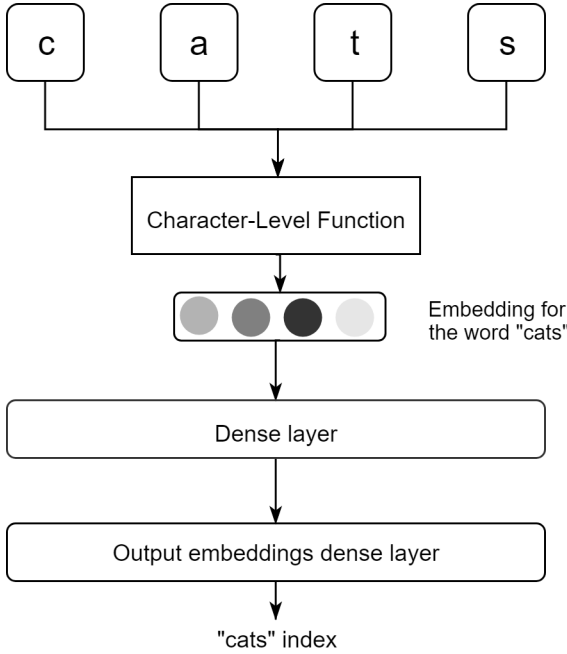 c a t s
Character-Level Function
Embedding for
the word "cats"
Dense layer
Output embeddings dense layer
"cats" index